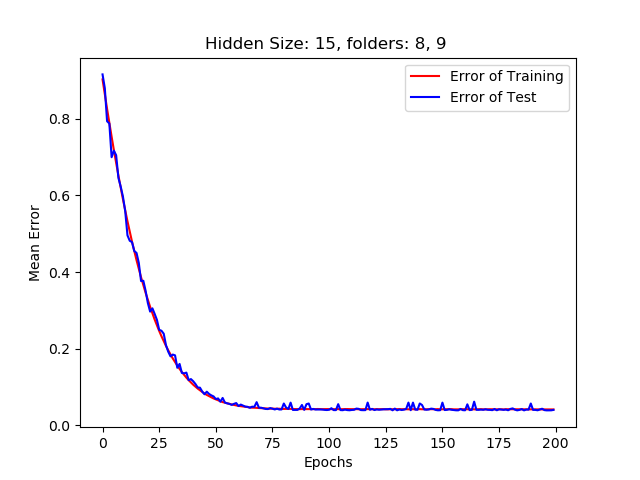 Hidden Size: 15, folders: 8, 9
Error of Training
Error of Test
Mean Error
0.8
0.6
0.4
0.2
0.0
0 25 50 75 100 125 150 175 200
Epochs